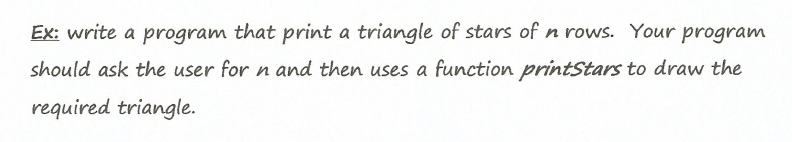 Ex: write a program that print a triangle of stars of n rows. Your program
should ask the user for n and then uses a function printStars to draw the
required triangle.